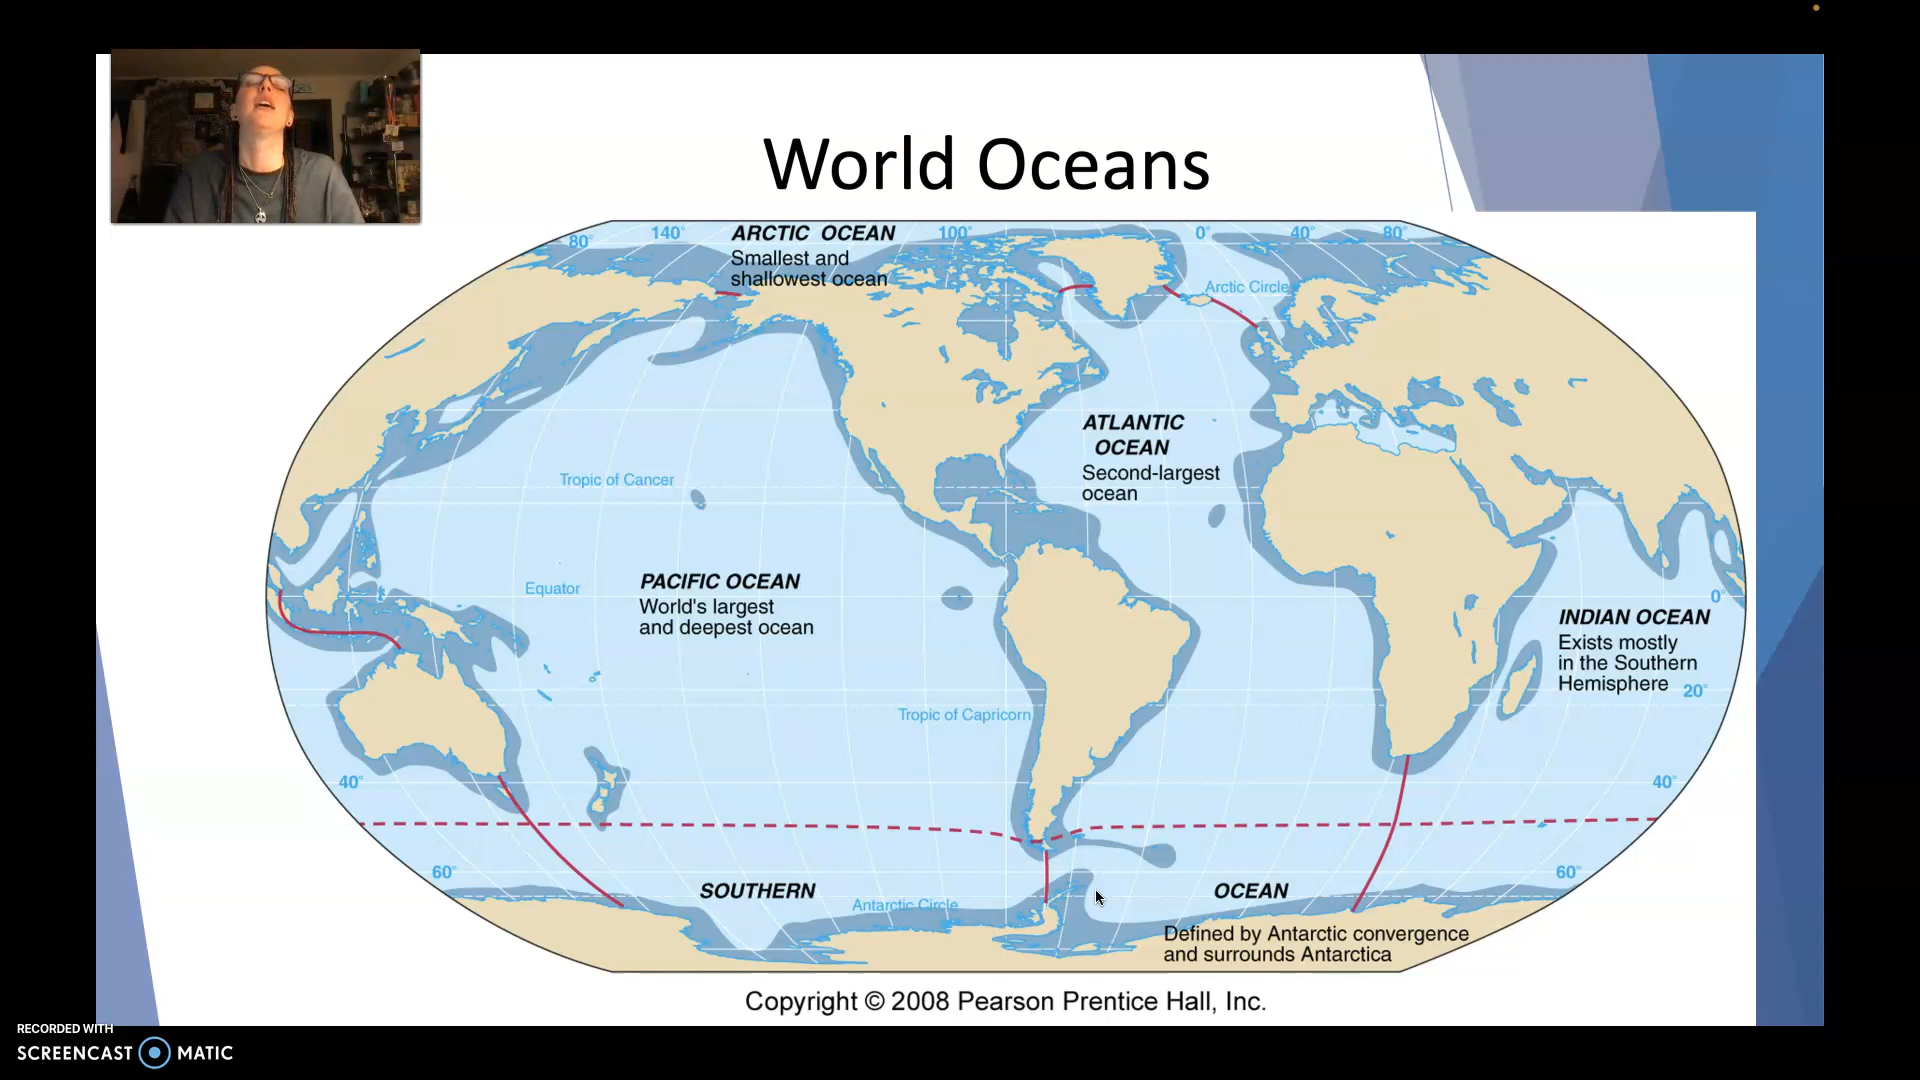 World Oceans
ARCTIC OCEAN
Smallest and
shallowest ocean
80°
140°
100°
0°
40°
80°
Arctic Circle
ATLANTIC
OCEAN
Second-largest
ocean
Tropic of Cancer
Equator
PACIFIC OCEAN
World's largest
and deepest ocean
0°
INDIAN OCEAN
Exists mostly
in the Southern
Hemisphere
20°
Tropic of Capricorn
40°
40°
60°
60°
SOUTHERN
OCEAN
Antarctic Circle
Defined by Antarctic convergence
and surrounds Antarctica
Copyright © 2008 Pearson Prentice Hall, Inc.
RECORDED WITH
SCREENCAST MATIC